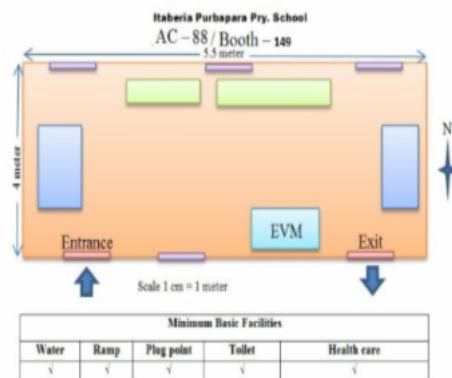 Itaberia Purbapara Pry. School
AC – 88 / Booth – 149
5.5 meter
4 meter
N
EVM
Entrance
Exit
Scale 1 cm = 1 meter
Minimum Basic Facilities
Water Ramp Plug point Toilet Health care
√ √ √ √ √